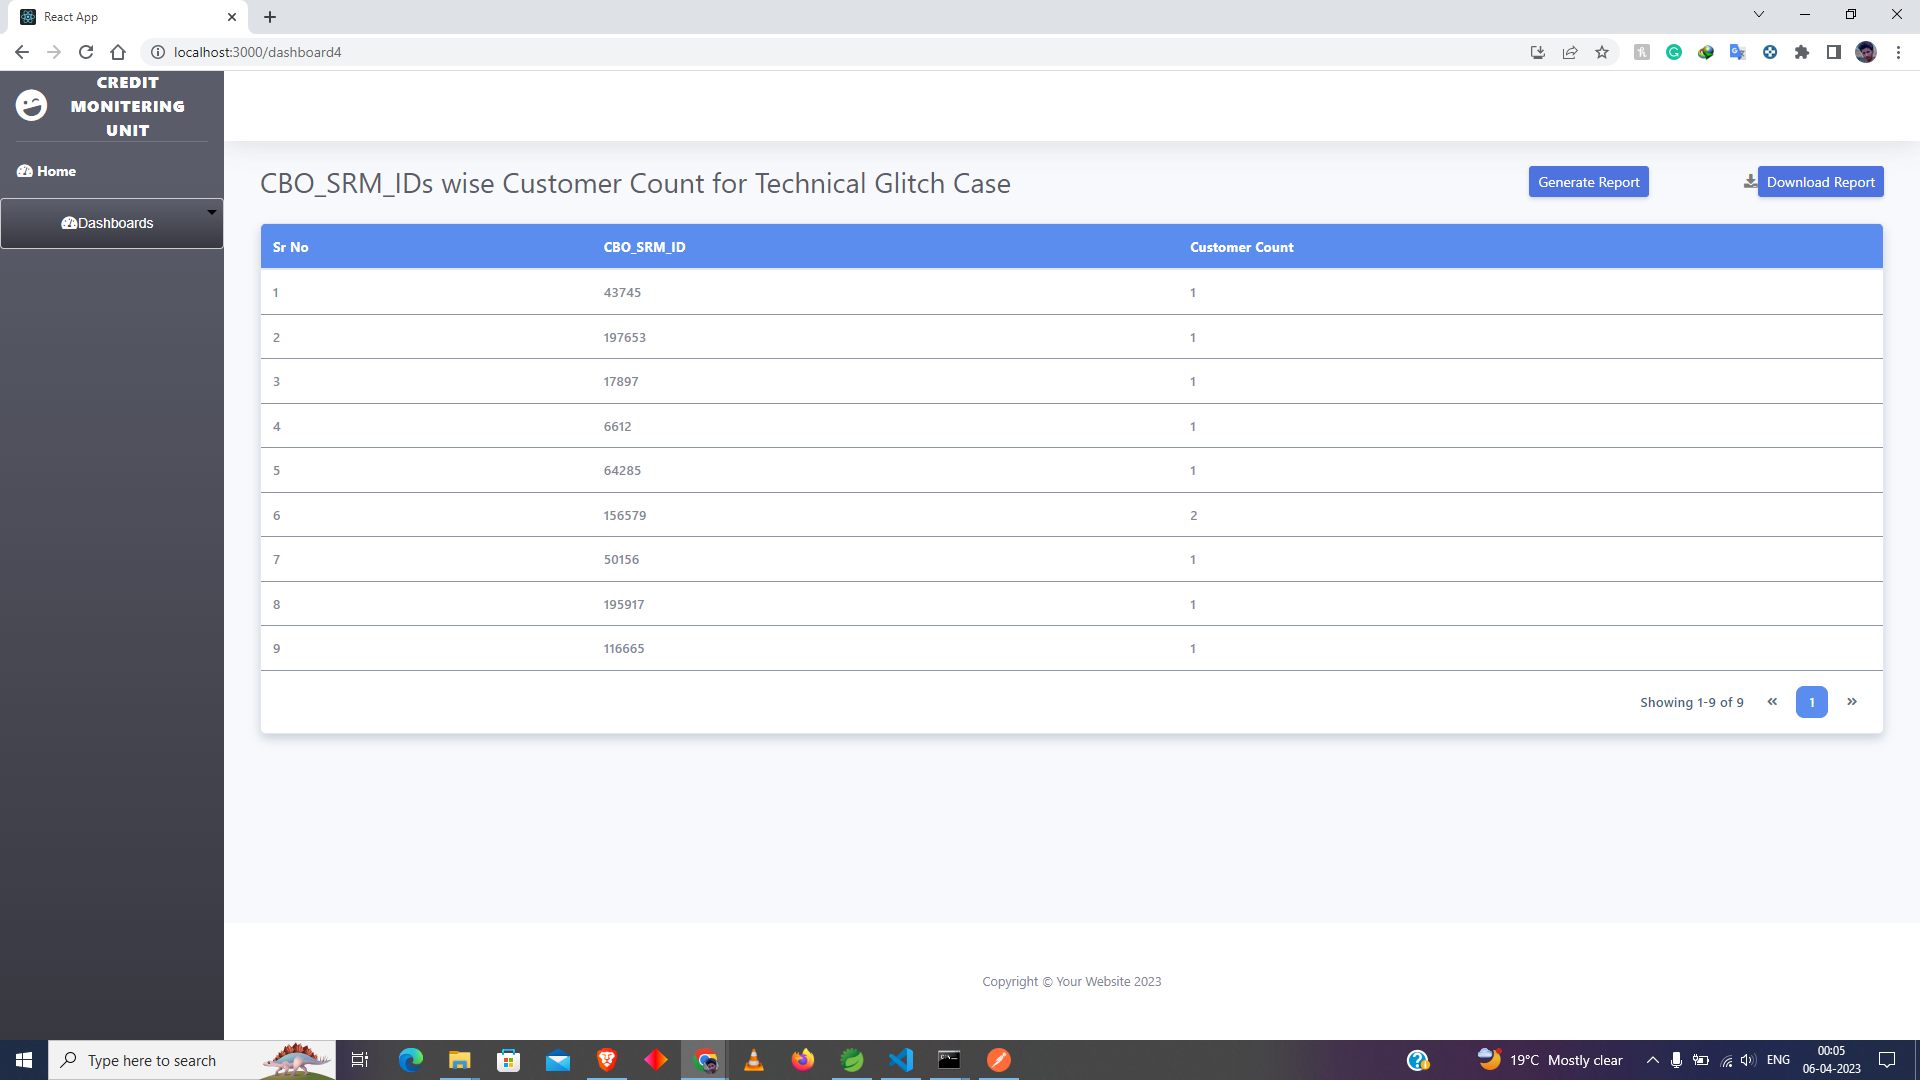 React App
localhost:3000/dashboard4
CREDIT
MONITERING
UNIT
Home
Dashboards
CBO_SRM_IDs wise Customer Count for Technical Glitch Case
Generate Report
Download Report
Sr No CBO_SRM_ID Customer Count
1 43745 1
2 197653 1
3 17897 1
4 6612 1
5 64285 1
6 156579 2
7 50156 1
8 195917 1
9 116665 1
Showing 1-9 of 9 « 1 »
Copyright © Your Website 2023
Type here to search
19°C Mostly clear
ENG
00:05
06-04-2023